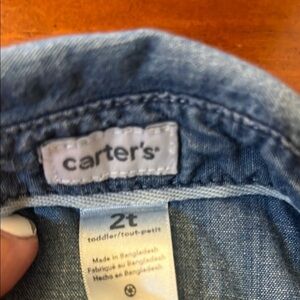 carter's®
2t
toddler/tout-petit
Made in Bangladesh
Fabriqué au Bangladesh
Hecho en Bangladesh